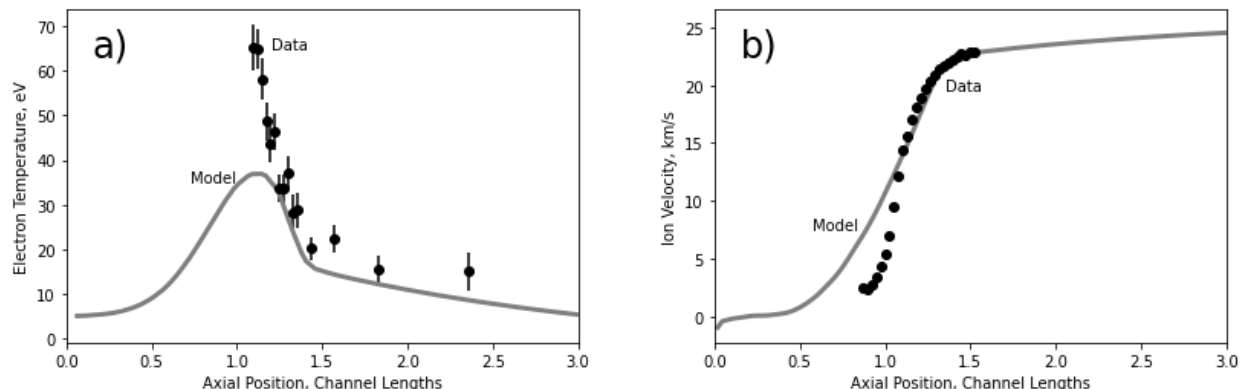 a)
Data
Model
Electron Temperature, eV
70
60
50
40
30
20
10
0
0.0 0.5 1.0 1.5 2.0 2.5 3.0
Axial Position, Channel Lengths
b)
Data
Model
Ion Velocity, km/s
25
20
15
10
5
0
0.0 0.5 1.0 1.5 2.0 2.5 3.0
Axial Position, Channel Lengths